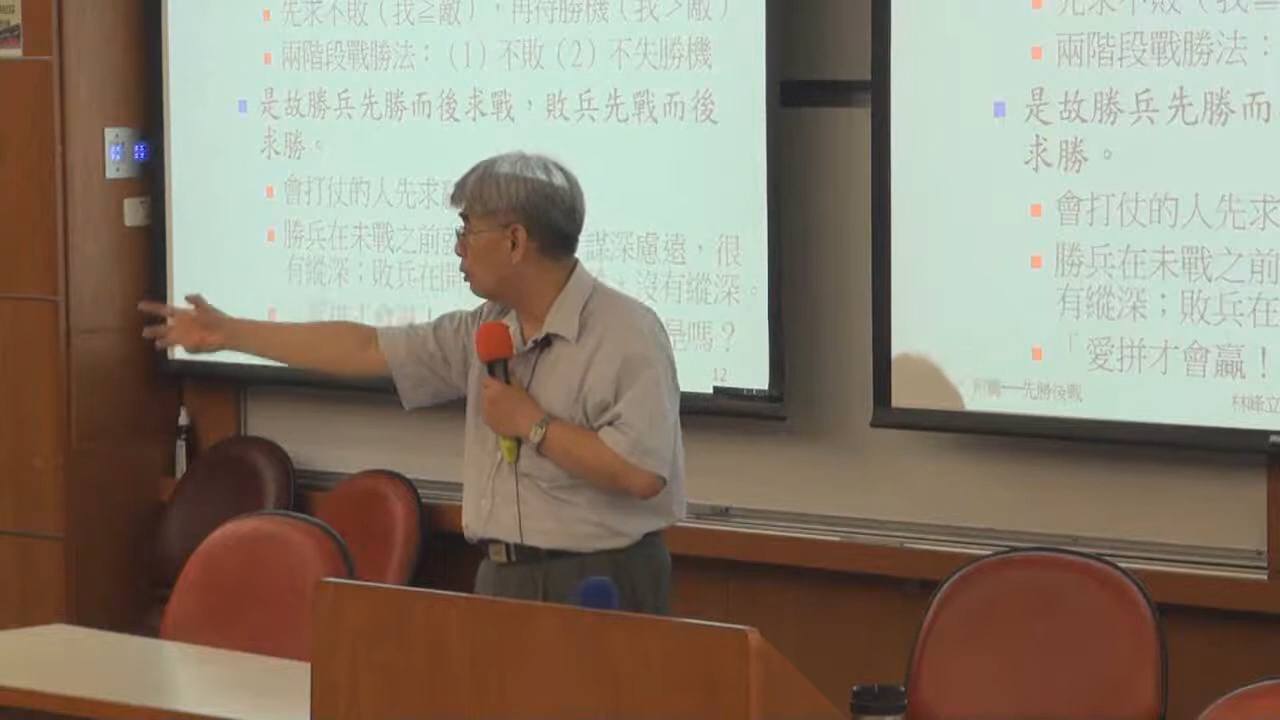 先求不敗（我≧敵），再待勝機（我＞敵）
兩階段戰勝法：（1）不敗（2）不失勝機
是故勝兵先勝而後求戰，敗兵先戰而後
求勝。
會打仗的人先求
勝兵在未戰之前 謀深慮遠，很
有縱深；敗兵在開 沒有縱深。
是嗎？
12
先求不敗（我≧
兩階段戰勝法：
是故勝兵先勝而
求勝。
會打仗的人先求
勝兵在未戰之前
有縱深；敗兵在
「愛拼才會贏！
先勝後戰
林峰立